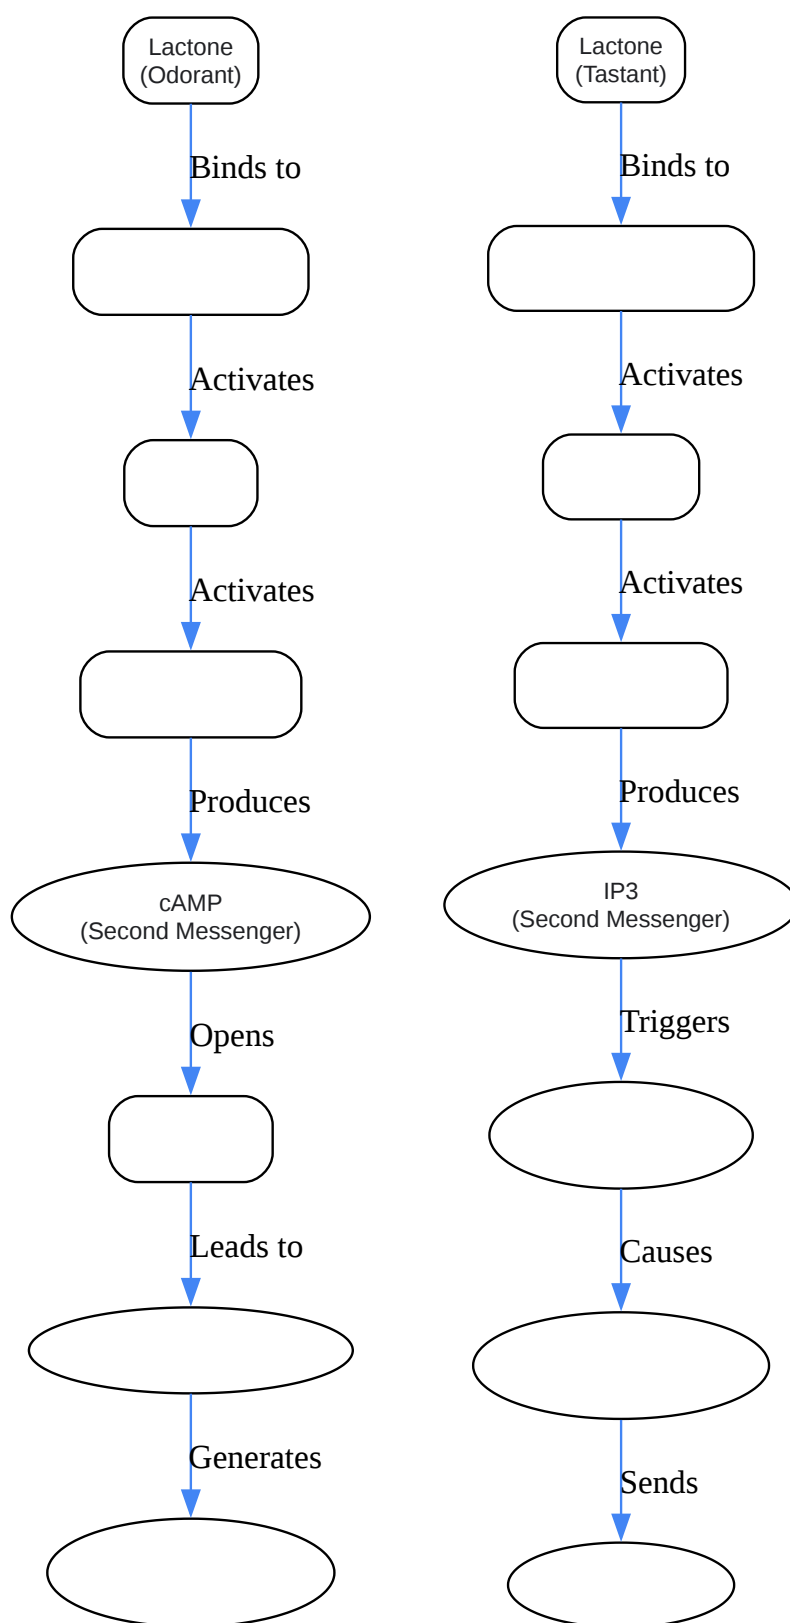 Lactone
(Odorant)
Binds to
Activates
Activates
Produces
cAMP
(Second Messenger)
Opens
Leads to
Generates
Lactone
(Tastant)
Binds to
Activates
Activates
Produces
IP3
(Second Messenger)
Triggers
Causes
Sends